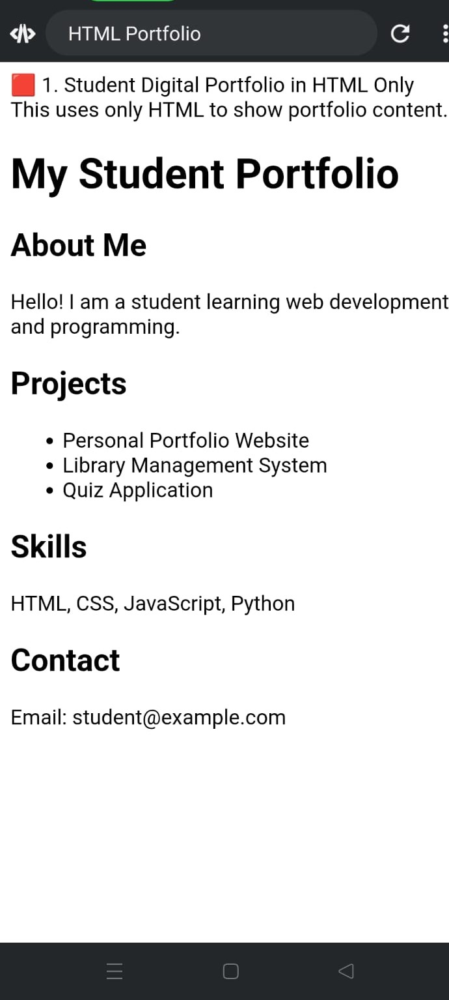 HTML Portfolio
🟥 1. Student Digital Portfolio in HTML Only
This uses only HTML to show portfolio content.
My Student Portfolio
About Me
Hello! I am a student learning web development
and programming.
Projects
• Personal Portfolio Website
• Library Management System
• Quiz Application
Skills
HTML, CSS, JavaScript, Python
Contact
Email: student@example.com